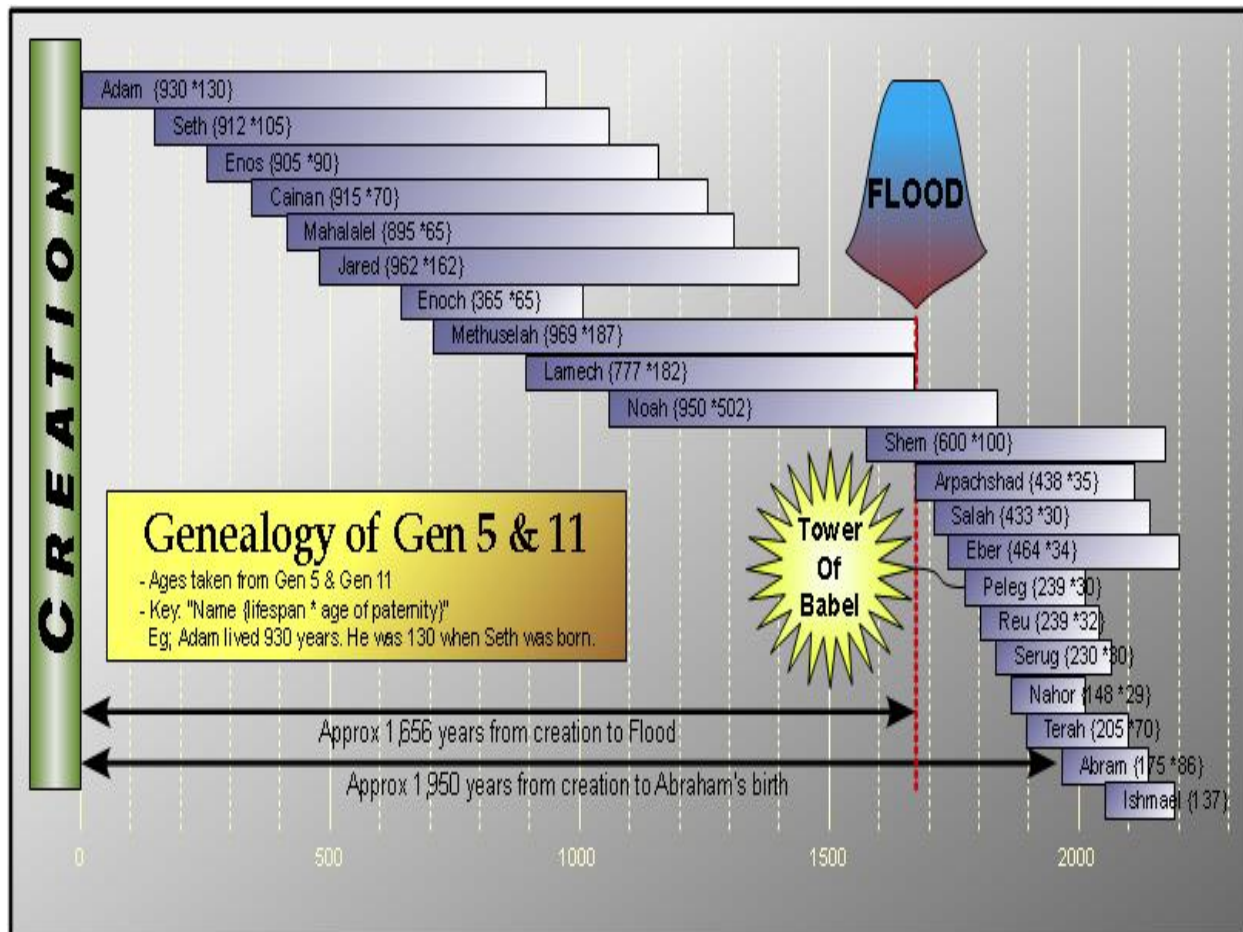 CREATION
Adam {930 *130}
Seth {912 *105}
Enos {905 *90}
Cainan {915 *70}
Mahalalel {895 *65}
Jared {962 *162}
Enoch {365 *65}
Methuselah {969 *187}
Lamech {777 *182}
Noah {950 *502}
Shem {600 *100}
Arpachshad {438 *35}
Salah {433 *30}
Eber {464 *34}
Peleg {239 *30}
Reu {239 *32}
Serug {230 *30}
Nahor {148 *29}
Terah {205 *70}
Abram {175 *86}
Ishmael {137}
FLOOD
Tower
Of
Babel
Genealogy of Gen 5 & 11
- Ages taken from Gen 5 & Gen 11
- Key: "Name {lifespan * age of paternity}"
Eg; Adam lived 930 years. He was 130 when Seth was born.
Approx 1,656 years from creation to Flood
Approx 1,950 years from creation to Abraham's birth
0 500 1000 1500 2000